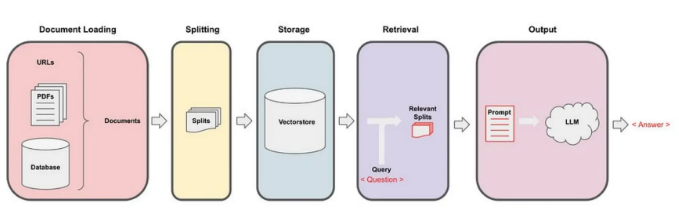 Document Loading
Splitting
Storage
Retrieval
Output
URLs
PDFs
Database
Documents
Splits
Vectorstore
Relevant
Splits
Query
< Question >
Prompt
LLM
< Answer >